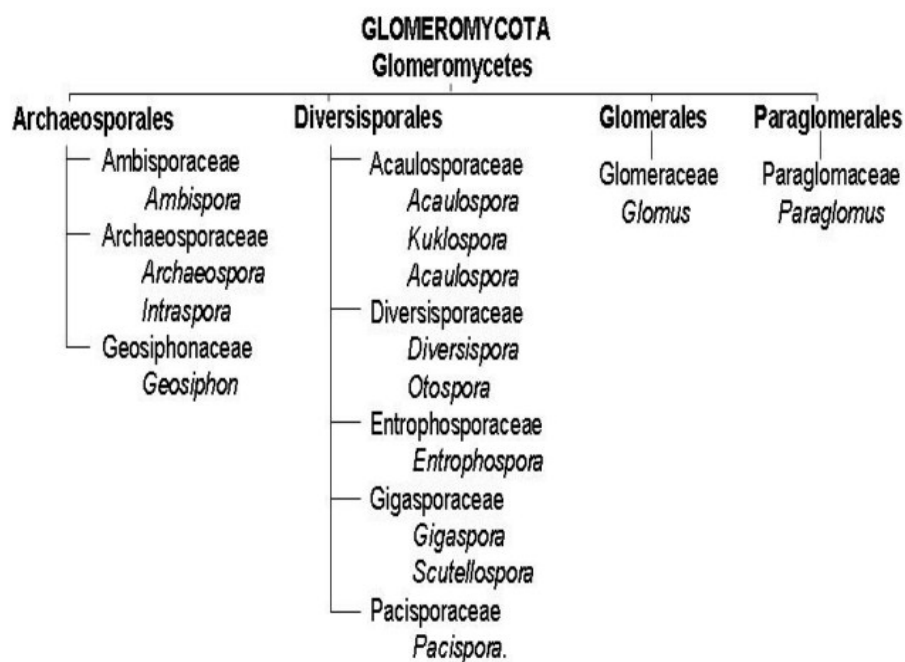 GLOMEROMYCOTA
Glomeromycetes
Archaeosporales
Ambisporaceae
Ambispora
Archaeosporaceae
Archaeospora
Intraspora
Geosiphonaceae
Geosiphon
Diversisporales
Acaulosporaceae
Acaulospora
Kuklospora
Acaulospora
Diversisporaceae
Diversispora
Otospora
Entrophosporaceae
Entrophospora
Gigasporaceae
Gigaspora
Scutellospora
Pacisporaceae
Pacispora.
Glomerales
Glomeraceae
Glomus
Paraglomerales
Paraglomaceae
Paraglomus